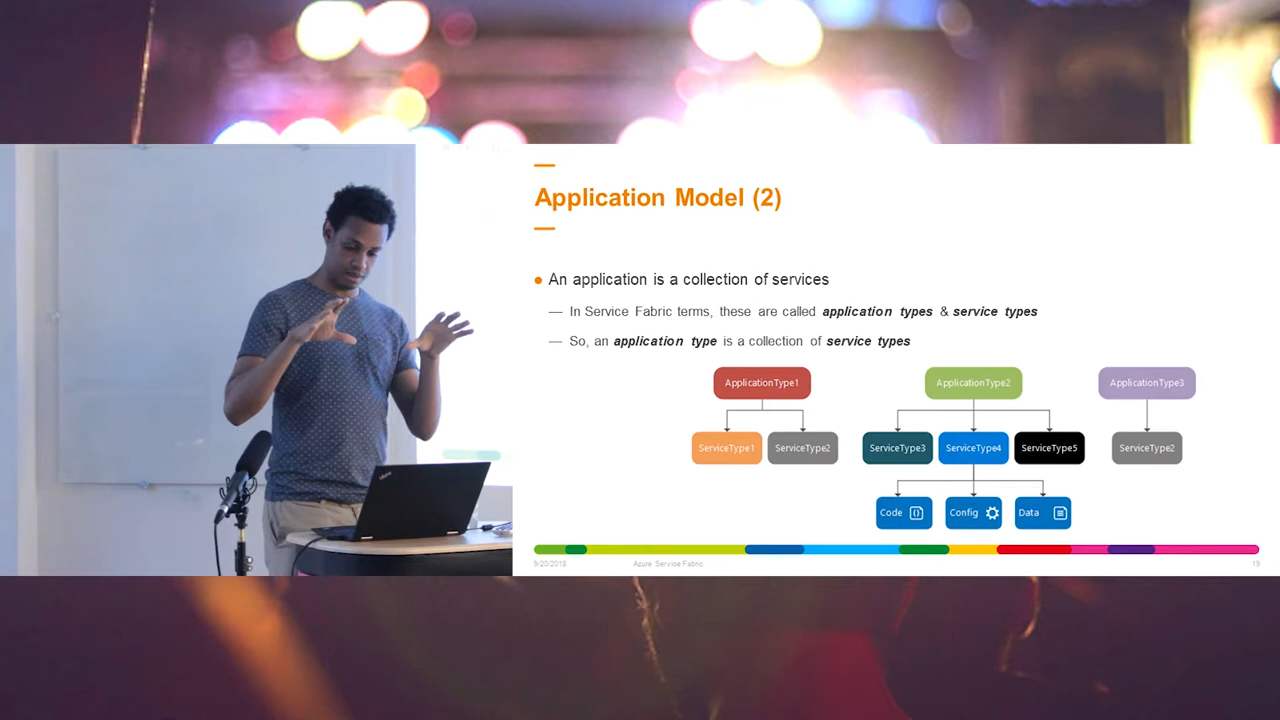 Application Model (2)
An application is a collection of services
— In Service Fabric terms, these are called application types & service types
— So, an application type is a collection of service types
ApplicationType1
ApplicationType2
ApplicationType3
ServiceType1
ServiceType2
ServiceType3
ServiceType4
ServiceType5
ServiceType2
Code
Config
Data
9/20/2018
Azure Service Fabric
19